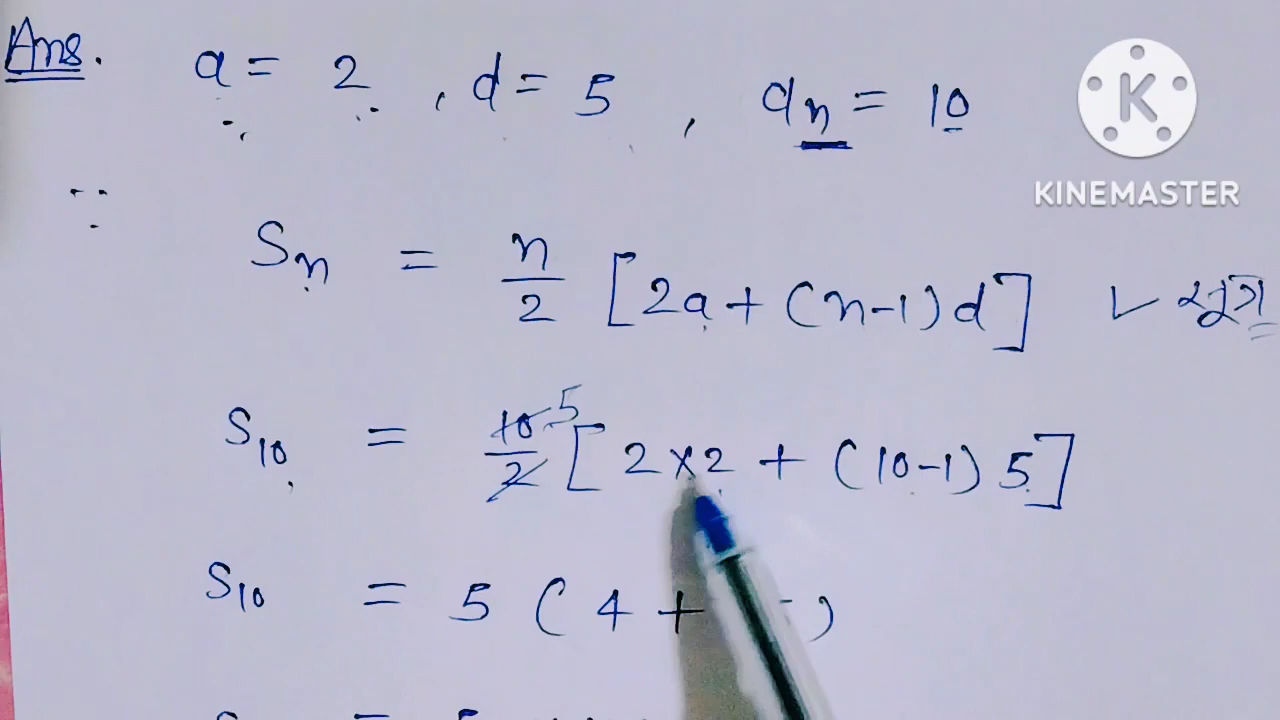 Ans. a = 2 , d = 5 , an = 10
KINEMASTER
∵
Sn = n/2 [2a + (n-1)d] ✓ સૂત્ર
S10 = 10/2 5 [2×2 + (10-1) 5]
S10 = 5 ( 4 + )